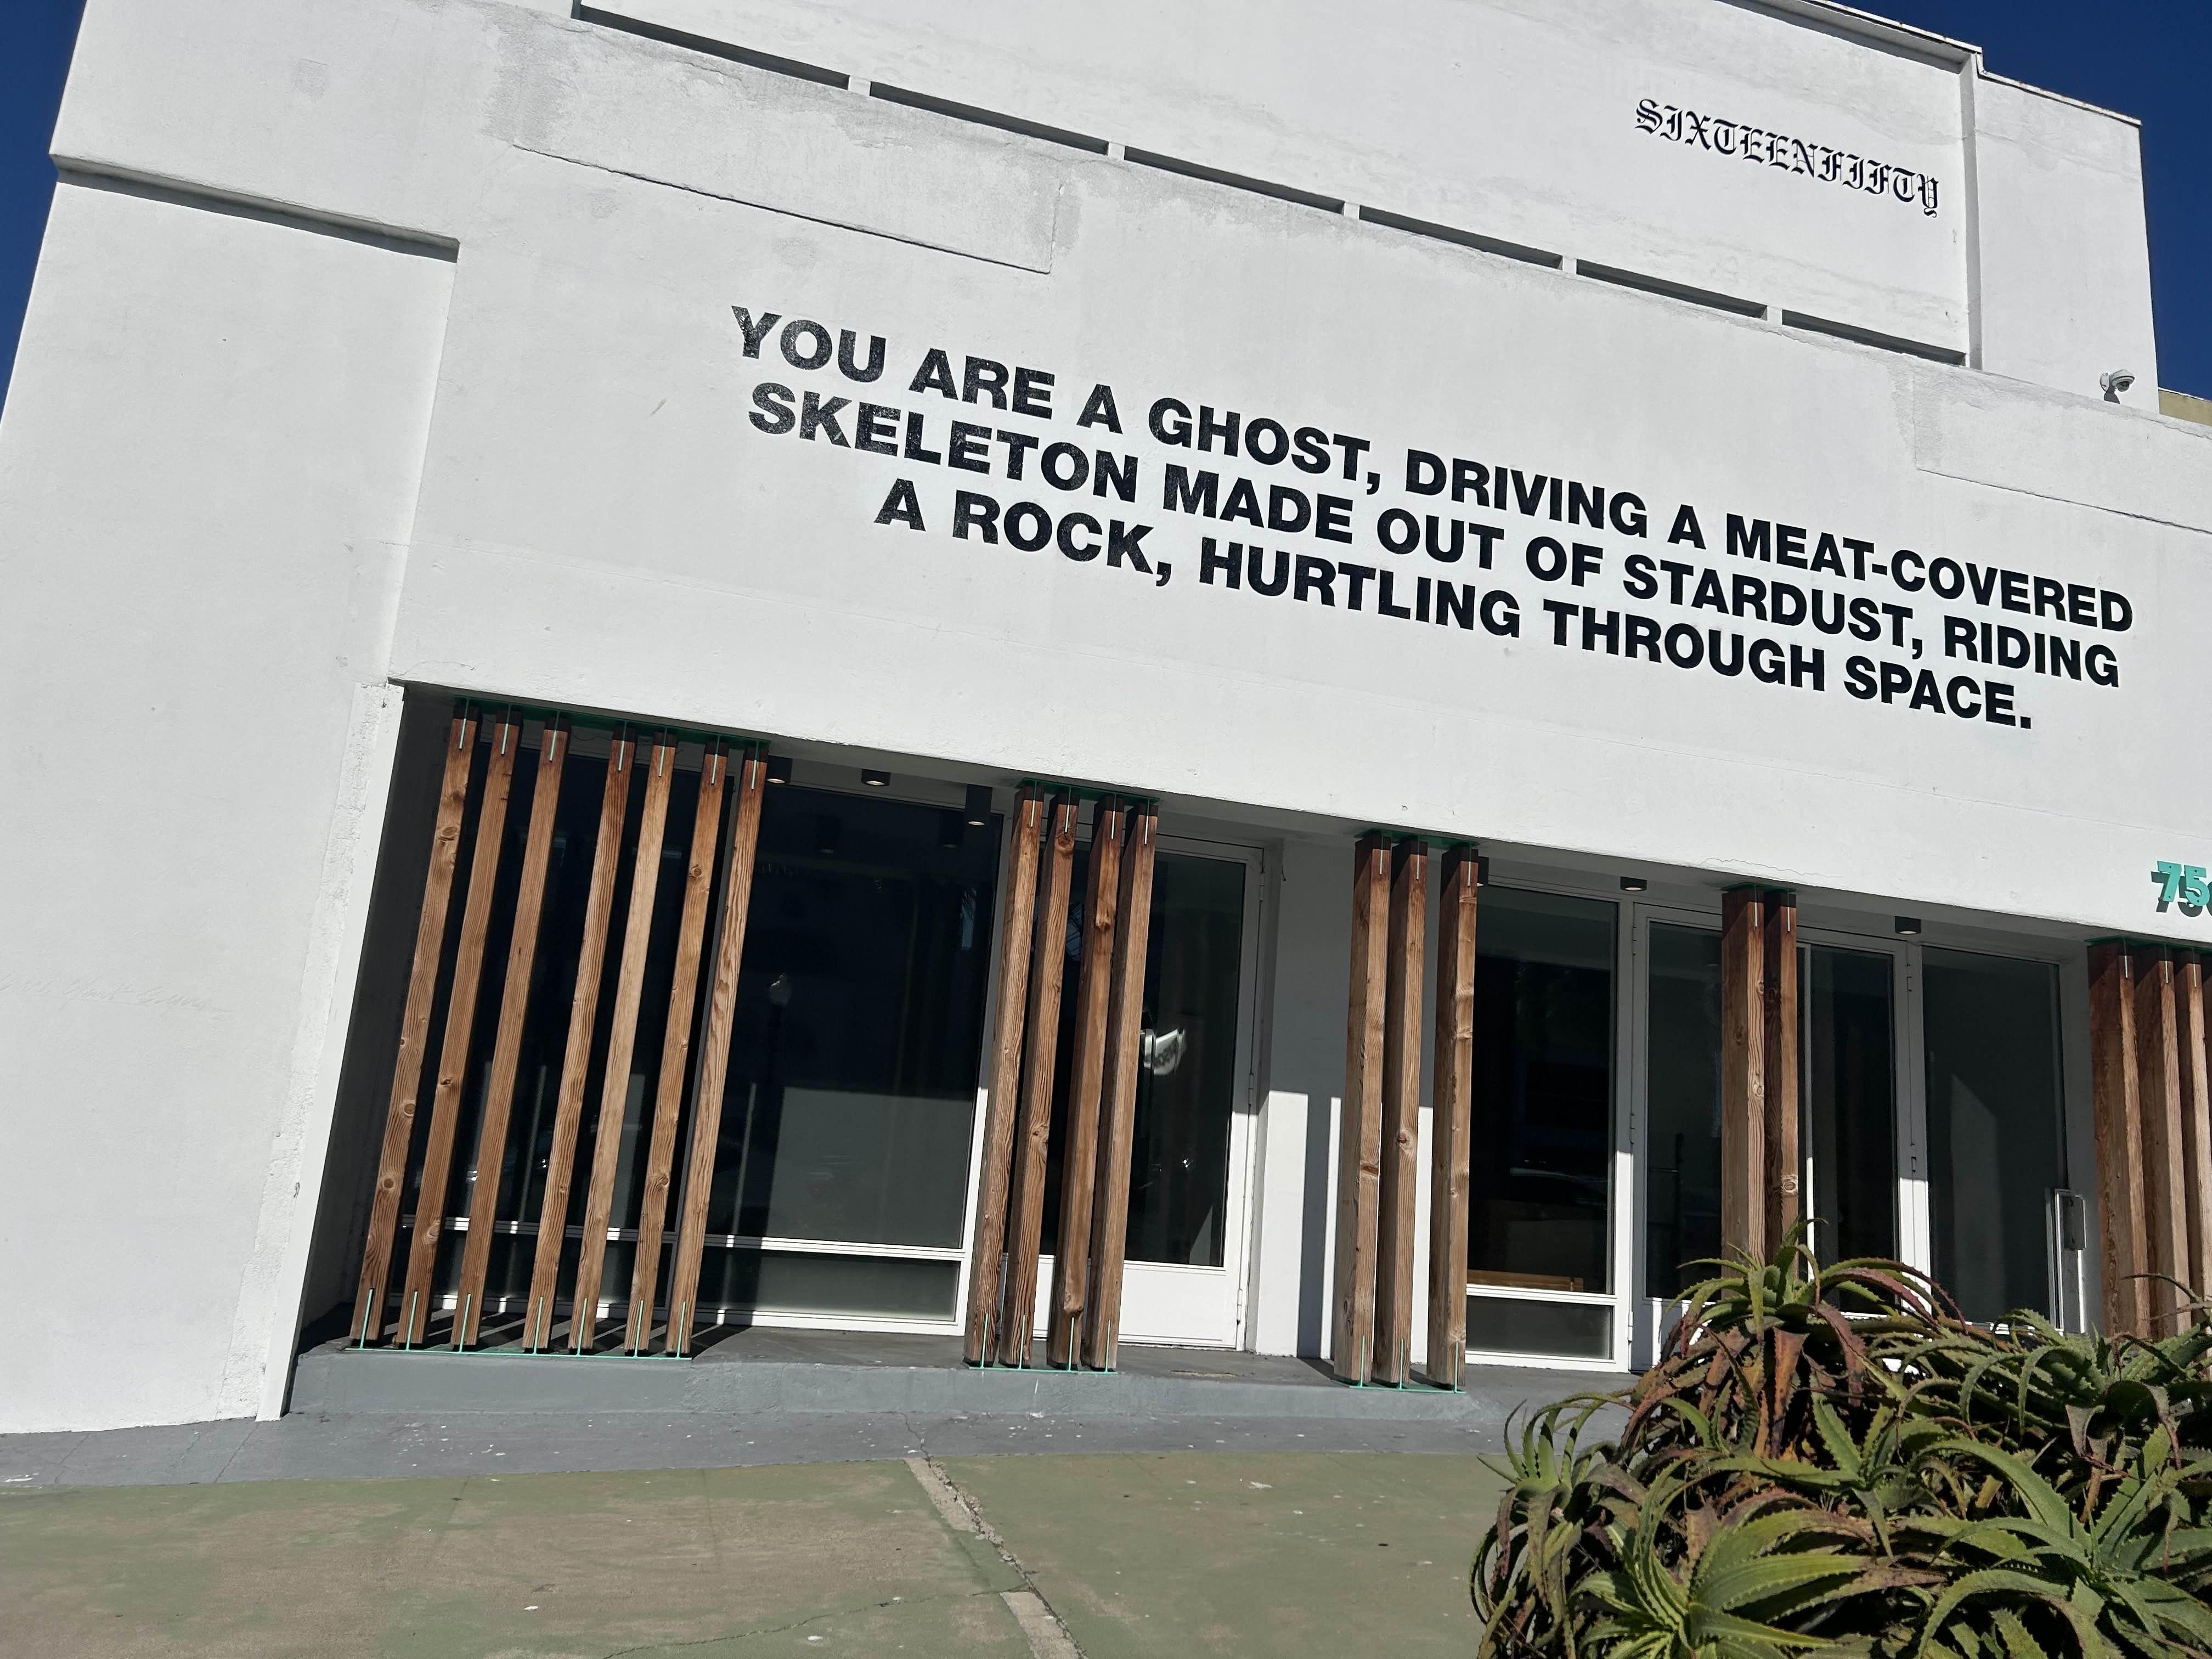 SIXTEENFIFTY
YOU ARE A GHOST, DRIVING A MEAT-COVERED
SKELETON MADE OUT OF STARDUST, RIDING
A ROCK, HURTLING THROUGH SPACE.